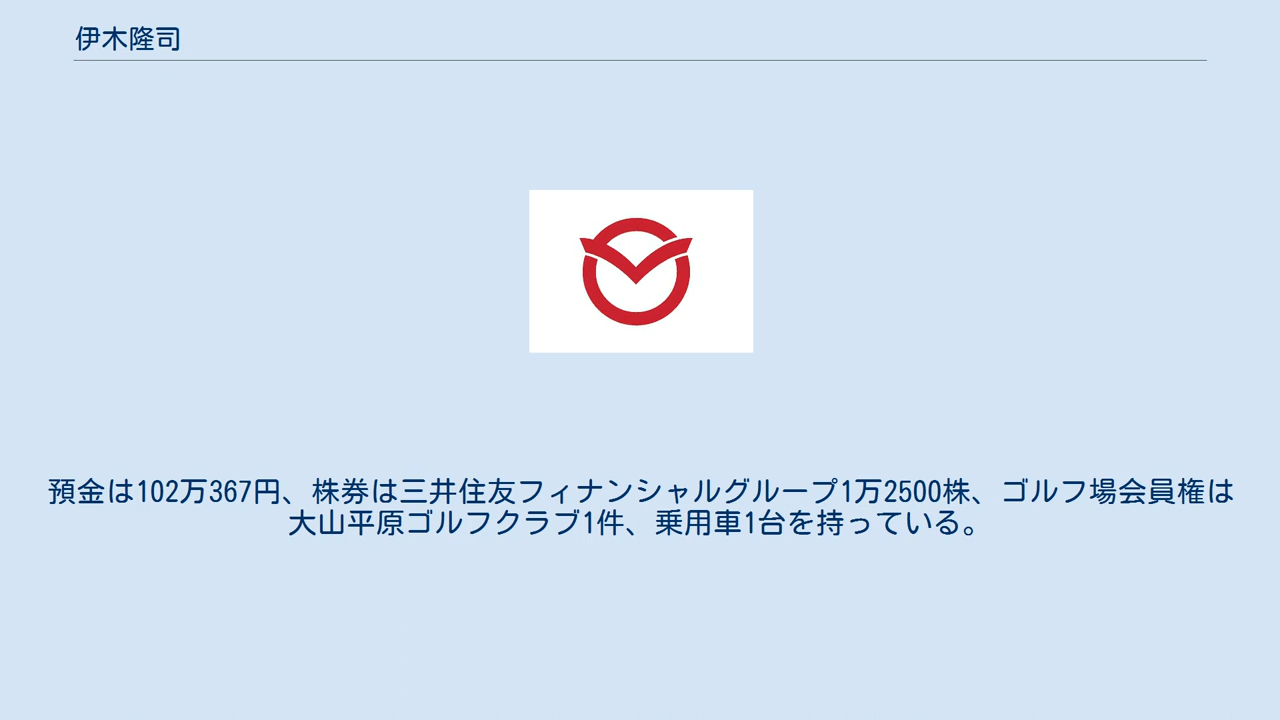 伊木隆司
預金は102万367円、株券は三井住友フィナンシャルグループ1万2500株、ゴルフ場会員権は
大山平原ゴルフクラブ1件、乗用車1台を持っている。